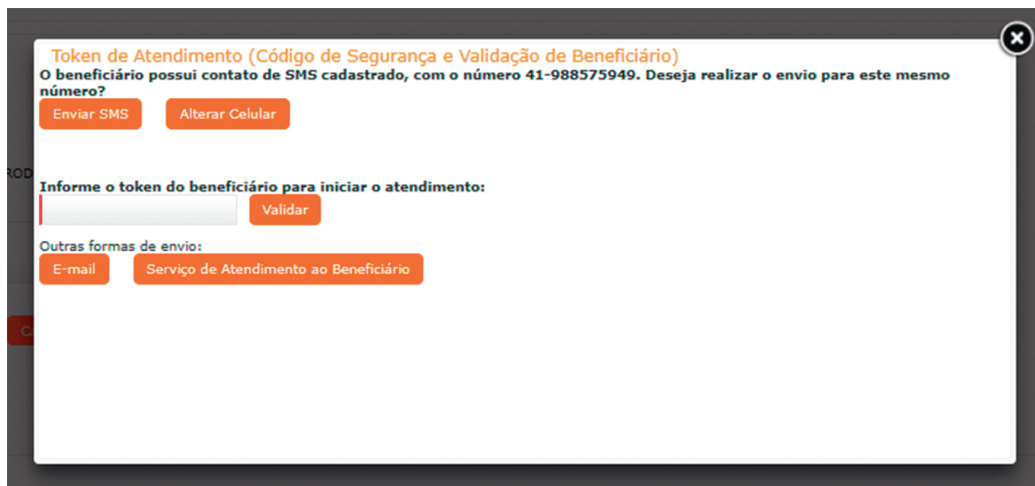 Token de Atendimento (Código de Segurança e Validação de Beneficiário)
O beneficiário possui contato de SMS cadastrado, com o número 41-988575949. Deseja realizar o envio para este mesmo
número?
Enviar SMS Alterar Celular
Informe o token do beneficiário para iniciar o atendimento:
Validar
Outras formas de envio:
E-mail Serviço de Atendimento ao Beneficiário